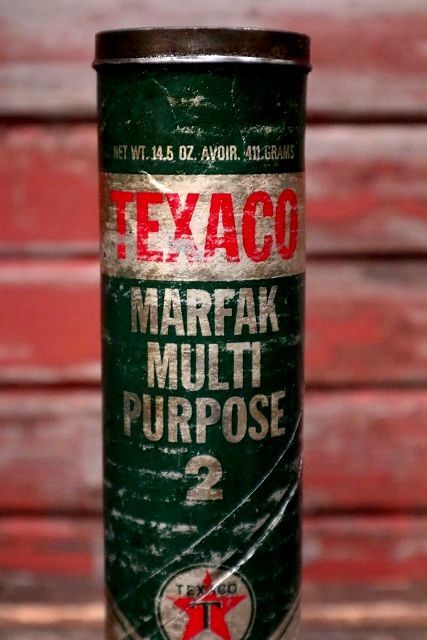 NET WT. 14.5 OZ. AVOIR. 411 GRAMS
TEXACO
MARFAK
MULTI
PURPOSE
2
TEXACO
T